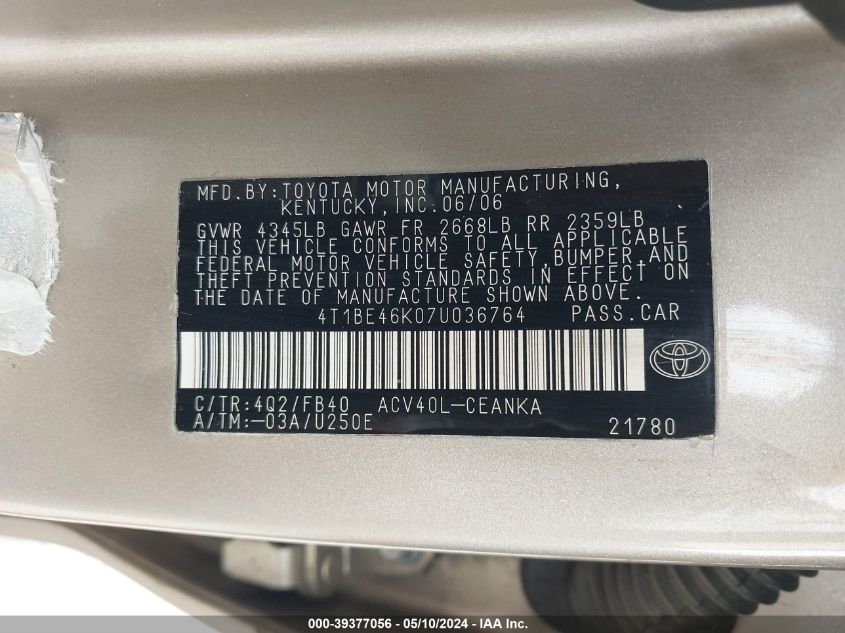 MFD.BY:TOYOTA MOTOR MANUFACTURING,
KENTUCKY,INC.06/06
GVWR 4345LB GAWR FR 2668LB RR 2359LB
THIS VEHICLE CONFORMS TO ALL APPLICABLE
FEDERAL MOTOR VEHICLE SAFETY,BUMPER,AND
THEFT PREVENTION STANDARDS IN EFFECT ON
THE DATE OF MANUFACTURE SHOWN ABOVE.
4T1BE46K07U036764 PASS.CAR
C/TR:4Q2/FB40 ACV40L-CEANKA
A/TM:-03A/U250E 21780
000-39377056 - 05/10/2024 - IAA Inc.